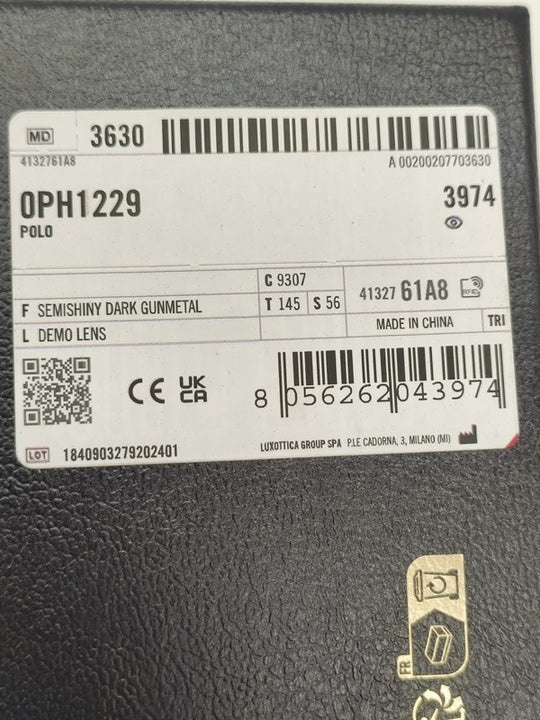 MD 3630
4132761A8 A 00200207703630
0PH1229 3974
POLO
C 9307
F SEMISHINY DARK GUNMETAL T 145 S 56 41327 61A8 RFID
L DEMO LENS MADE IN CHINA TRI
CE UK CA
8 056262 043974
LOT 1840903279202401 LUXOTTICA GROUP SPA P.LE CADORNA, 3, MILANO (MI)
FR